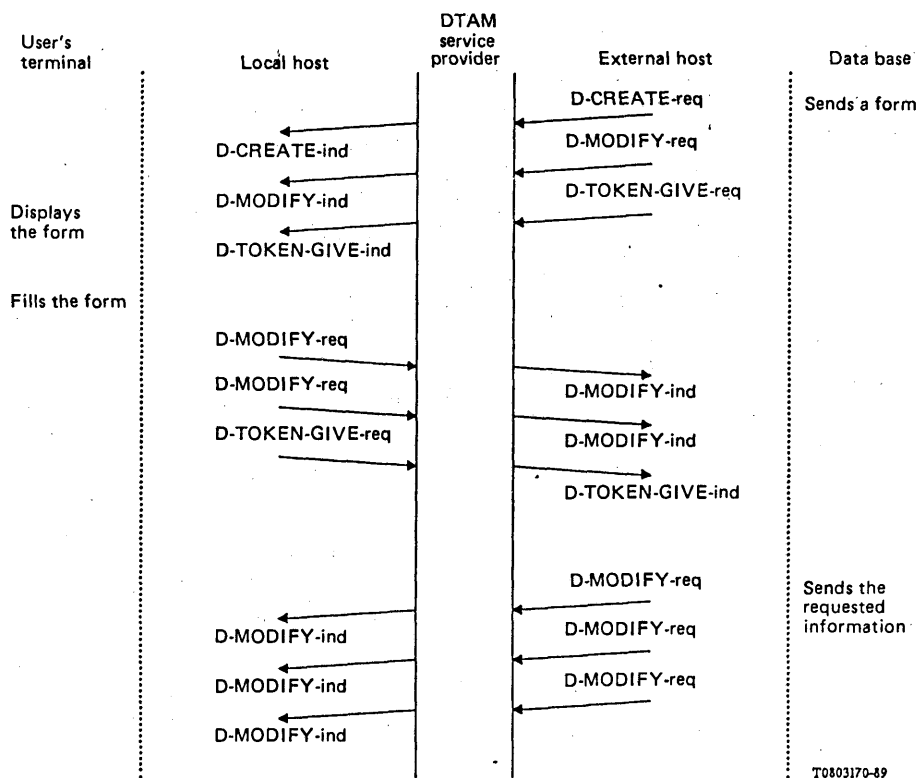 User's
terminal
Local host
DTAM
service
provider
External host
Data base
D-CREATE-req
Sends a form
D-CREATE-ind
D-MODIFY-req
D-MODIFY-ind
D-TOKEN-GIVE-req
Displays
the form
D-TOKEN-GIVE-ind
Fills the form
D-MODIFY-req
D-MODIFY-req
D-MODIFY-ind
D-TOKEN-GIVE-req
D-MODIFY-ind
D-TOKEN-GIVE-ind
D-MODIFY-req
Sends the
requested
information
D-MODIFY-ind
D-MODIFY-req
D-MODIFY-ind
D-MODIFY-req
D-MODIFY-ind
T0803170-89